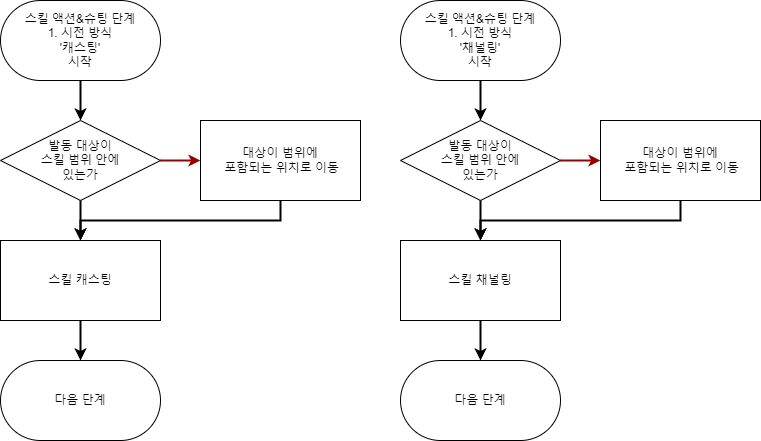 스킬 액션&슈팅 단계
1. 시전 방식
'캐스팅'
시작
발동 대상이
스킬 범위 안에
있는가
대상이 범위에
포함되는 위치로 이동
스킬 캐스팅
다음 단계
스킬 액션&슈팅 단계
1. 시전 방식
'채널링'
시작
발동 대상이
스킬 범위 안에
있는가
대상이 범위에
포함되는 위치로 이동
스킬 채널링
다음 단계